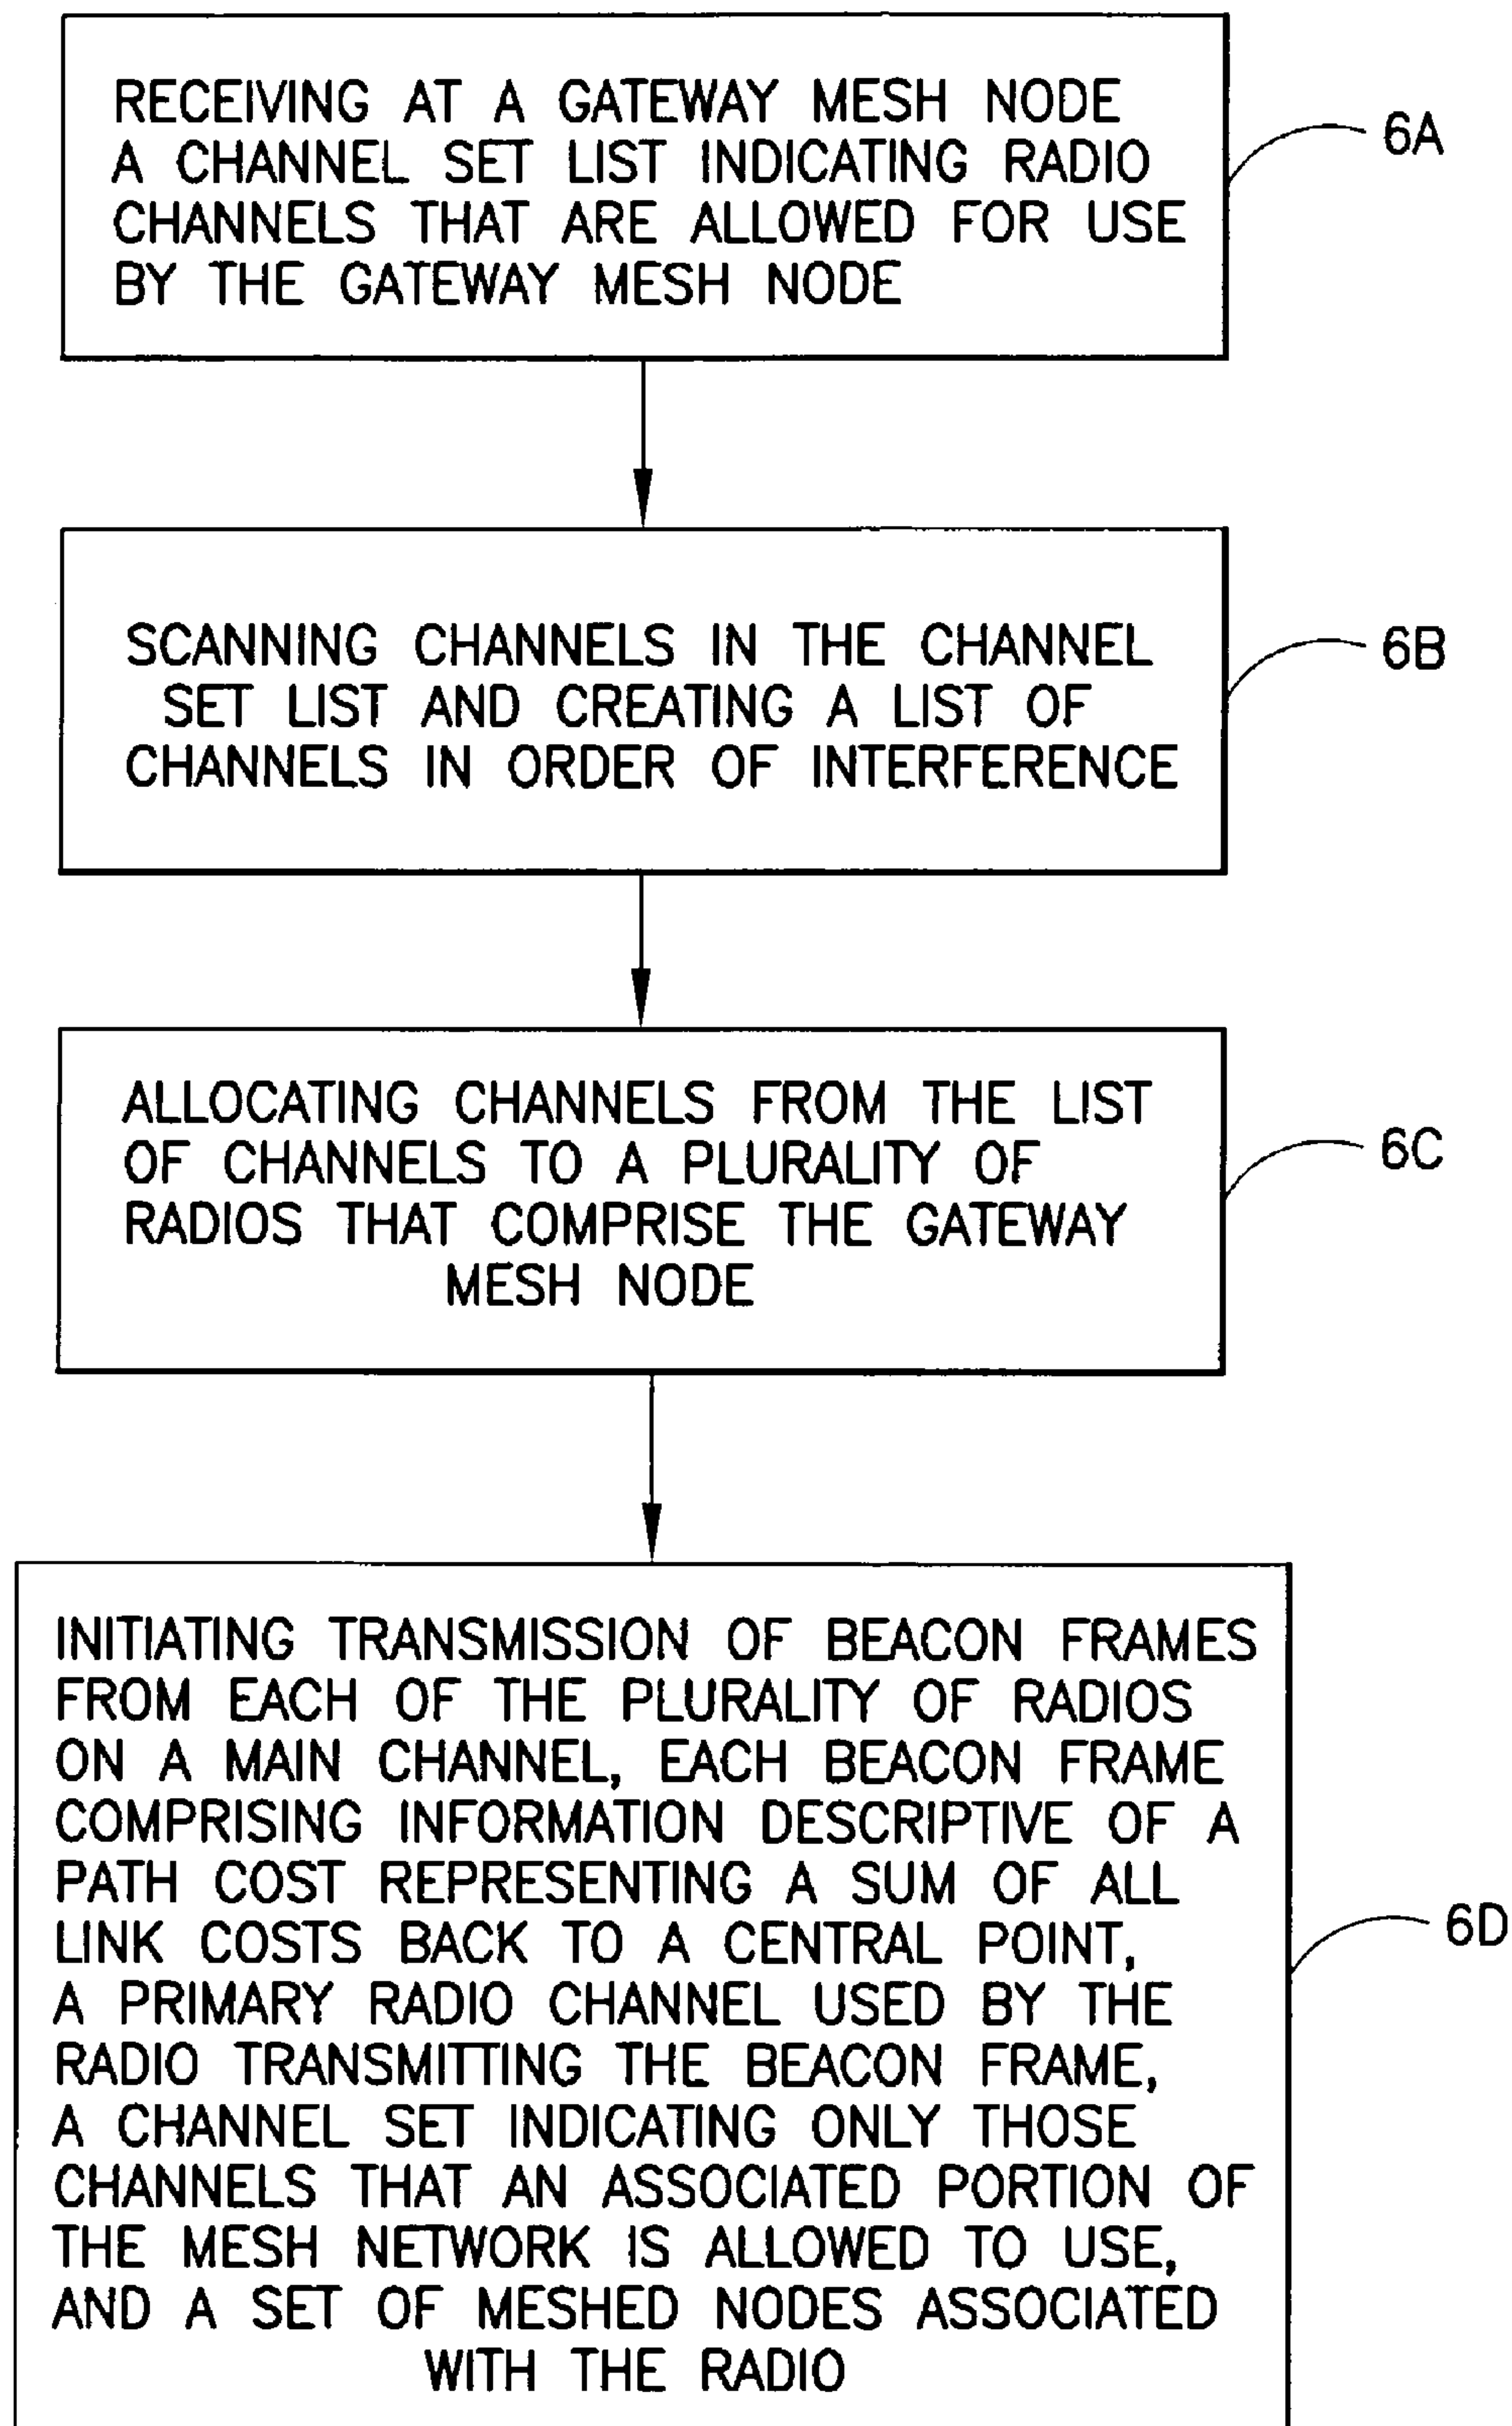 RECEIVING AT A GATEWAY MESH NODE
A CHANNEL SET LIST INDICATING RADIO
CHANNELS THAT ARE ALLOWED FOR USE
BY THE GATEWAY MESH NODE
6A
SCANNING CHANNELS IN THE CHANNEL
SET LIST AND CREATING A LIST OF
CHANNELS IN ORDER OF INTERFERENCE
6B
ALLOCATING CHANNELS FROM THE LIST
OF CHANNELS TO A PLURALITY OF
RADIOS THAT COMPRISE THE GATEWAY
MESH NODE
6C
INITIATING TRANSMISSION OF BEACON FRAMES
FROM EACH OF THE PLURALITY OF RADIOS
ON A MAIN CHANNEL, EACH BEACON FRAME
COMPRISING INFORMATION DESCRIPTIVE OF A
PATH COST REPRESENTING A SUM OF ALL
LINK COSTS BACK TO A CENTRAL POINT,
A PRIMARY RADIO CHANNEL USED BY THE
RADIO TRANSMITTING THE BEACON FRAME,
A CHANNEL SET INDICATING ONLY THOSE
CHANNELS THAT AN ASSOCIATED PORTION OF
THE MESH NETWORK IS ALLOWED TO USE,
AND A SET OF MESHED NODES ASSOCIATED
WITH THE RADIO
6D